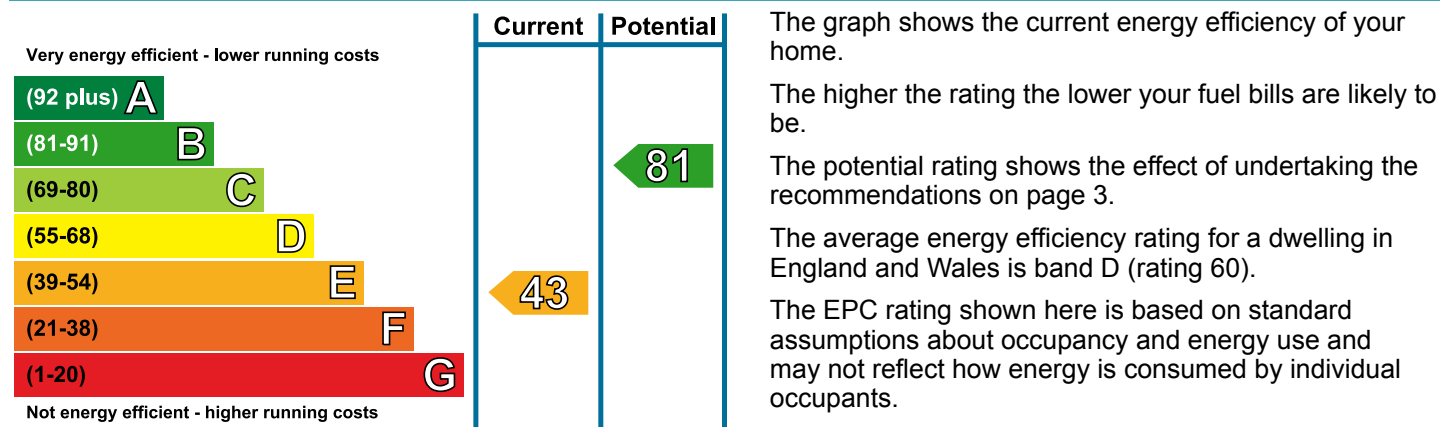 Current Potential
Very energy efficient - lower running costs
(92 plus) A
(81-91) B
(69-80) C
(55-68) D
(39-54) E
(21-38) F
(1-20) G
Not energy efficient - higher running costs
43
81
The graph shows the current energy efficiency of your
home.
The higher the rating the lower your fuel bills are likely to
be.
The potential rating shows the effect of undertaking the
recommendations on page 3.
The average energy efficiency rating for a dwelling in
England and Wales is band D (rating 60).
The EPC rating shown here is based on standard
assumptions about occupancy and energy use and
may not reflect how energy is consumed by individual
occupants.